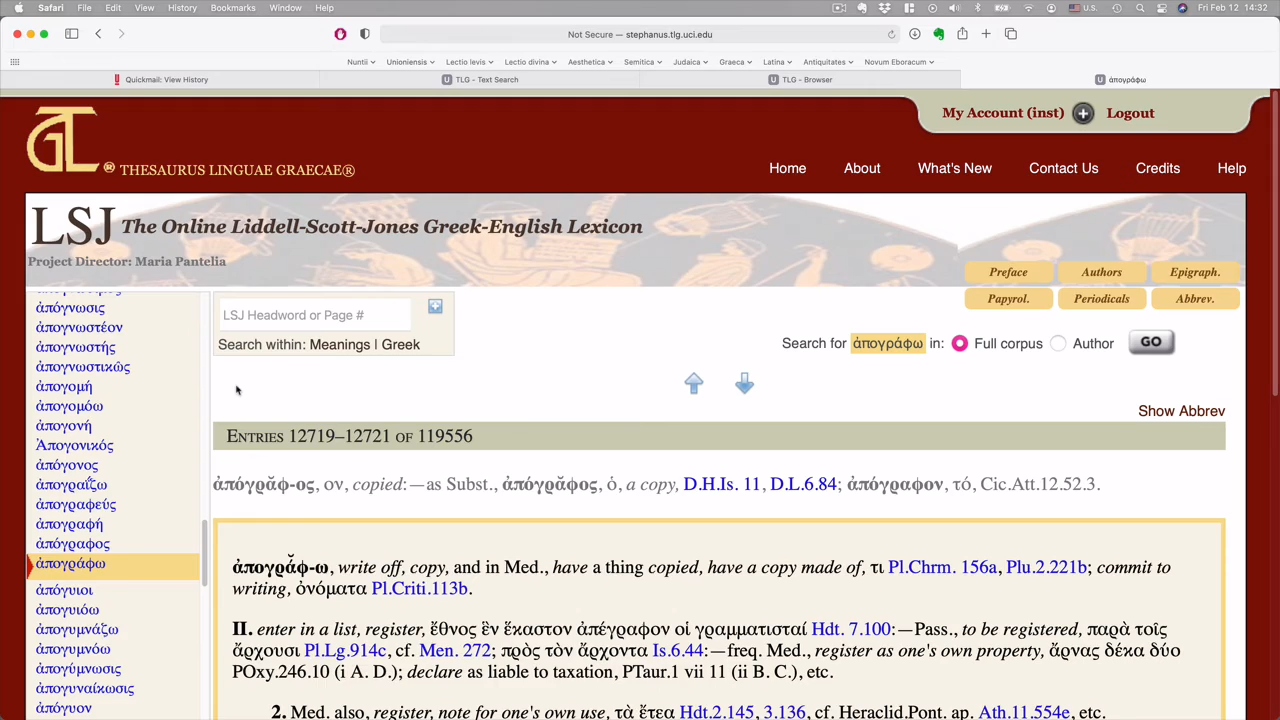 Safari File Edit View History Bookmarks Window Help US Fri Feb 12 14:32
Not Secure — stephanus.tlg.uci.edu
Nuntii Unioniensis Lectio levis Lectio divina Aesthetica Semitica Judaica Graeca Latina Antiquitates Novum Eboracum
Quickmail: View History TLG - Text Search TLG - Browser ἀπογράφω
My Account (inst) Logout
® THESAURUS LINGUAE GRAECAE®
Home About What's New Contact Us Credits Help
LSJ The Online Liddell-Scott-Jones Greek-English Lexicon
Project Director: Maria Pantelia
Preface Authors Epigraph.
Papyrol. Periodicals Abbrev.
ἀπόγνωσις
ἀπογνωστέον
ἀπογνωστής
ἀπογνωστικῶς
ἀπογομή
ἀπογομόω
ἀπογονή
Ἀπογονικός
ἀπόγονος
ἀπογραΐζω
ἀπογραφεύς
ἀπογραφή
ἀπόγραφος
ἀπογράφω
ἀπόγυιοι
ἀπογυιόω
ἀπογυμνάζω
ἀπογυμνόω
ἀπογύμνωσις
ἀπογυναίκωσις
ἀπόγυον
LSJ Headword or Page #
Search within: Meanings | Greek
Search for ἀπογράφω in: Full corpus Author GO
Show Abbrev
Entries 12719–12721 of 119556
ἀπόγρᾰφ-ος, ον, copied:—as Subst., ἀπόγρᾰφος, ὁ, a copy, D.H.Is. 11, D.L.6.84; ἀπόγραφον, τό, Cic.Att.12.52.3.
ἀπογρᾰ́φ-ω, write off, copy, and in Med., have a thing copied, have a copy made of, τι Pl.Chrm. 156a, Plu.2.221b; commit to
writing, ὀνόματα Pl.Criti.113b.
II. enter in a list, register, ἔθνος ἓν ἕκαστον ἀπέγραφον οἱ γραμματισταί Hdt. 7.100:—Pass., to be registered, παρὰ τοῖς
ἄρχουσι Pl.Lg.914c, cf. Men. 272; πρὸς τὸν ἄρχοντα Is.6.44:—freq. Med., register as one's own property, ἄρνας δέκα δύο
POxy.246.10 (i A. D.); declare as liable to taxation, PTaur.1 vii 11 (ii B. C.), etc.
2. Med. also, register, note for one's own use, τὰ ἔτεα Hdt.2.145, 3.136, cf. Heraclid.Pont. ap. Ath.11.554e, etc.